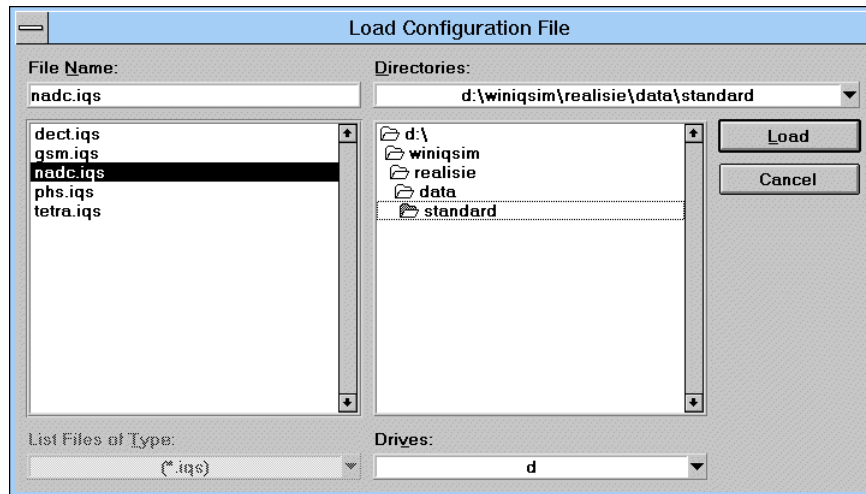 Load Configuration File
File Name:
nadc.iqs
dect.iqs
gsm.iqs
nadc.iqs
phs.iqs
tetra.iqs
List Files of Type:
(*.iqs)
Directories:
d:\winiqsim\realisie\data\standard
d:\
winiqsim
realisie
data
standard
Drives:
d
Load
Cancel